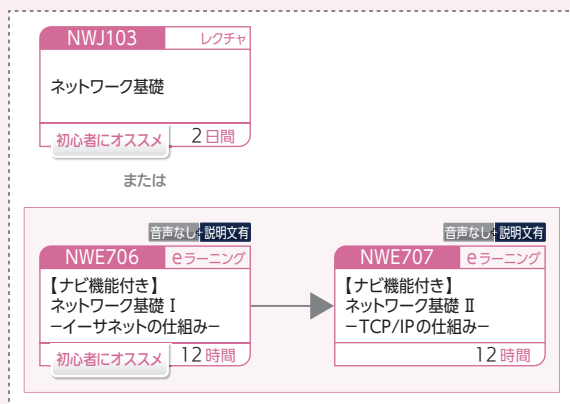 NWJ103 レクチャ
ネットワーク基礎
初心者にオススメ 2日間
または
音声なし+説明文有
NWE706 eラーニング
【ナビ機能付き】
ネットワーク基礎 Ⅰ
−イーサネットの仕組み−
初心者にオススメ 12時間
音声なし+説明文有
NWE707 eラーニング
【ナビ機能付き】
ネットワーク基礎 Ⅱ
−TCP/IPの仕組み−
12時間